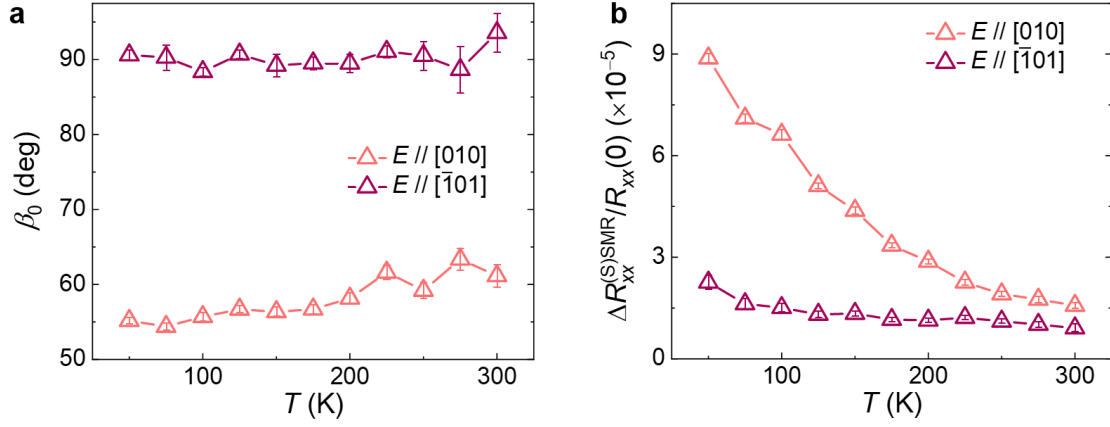 a
β₀ (deg)
90
80
70
60
50
E // [010]
E // [1̄01]
100
200
300
T (K)
b
ΔRₓₓ⁽ˢ⁾ˢᴹᴿ/Rₓₓ(0) (×10⁻⁵)
9
6
3
0
E // [010]
E // [1̄01]
100
200
300
T (K)